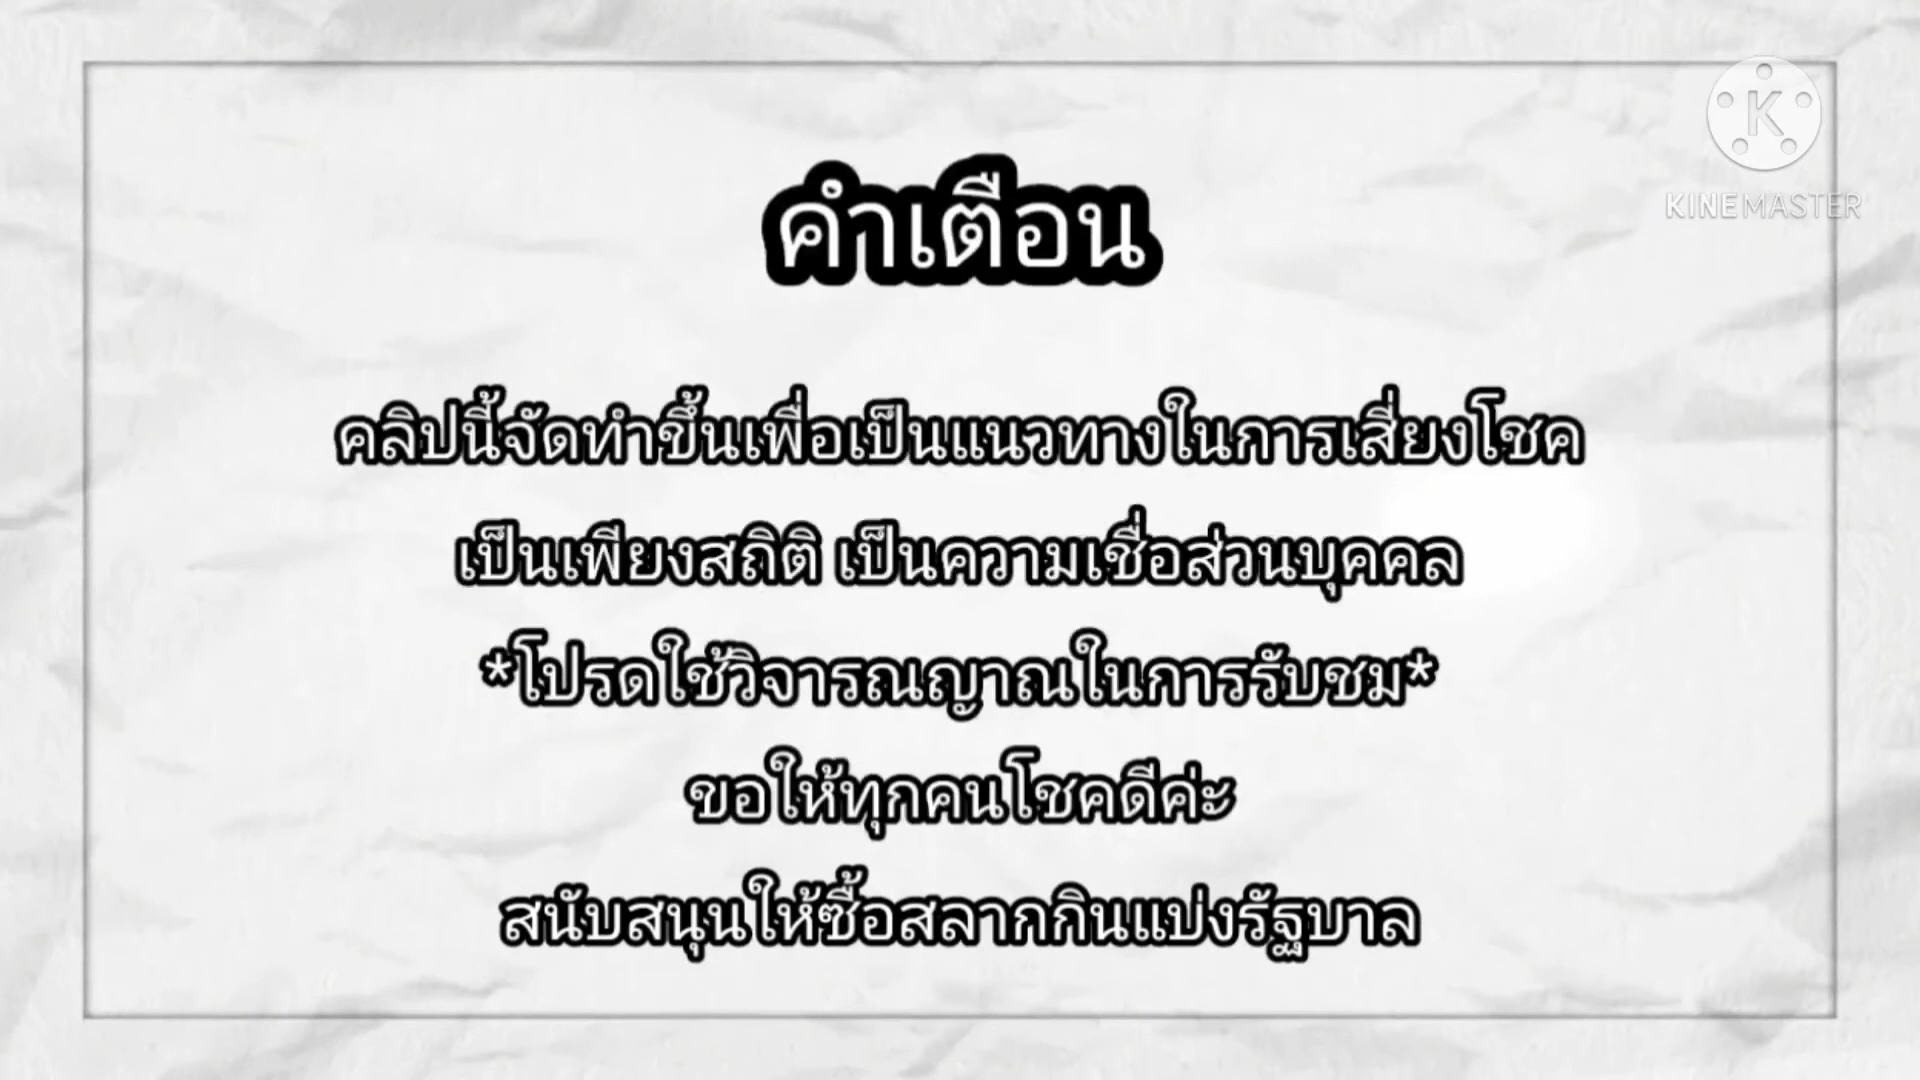 คำเตือน
KINEMASTER
คลิปนี้จัดทำขึ้นเพื่อเป็นแนวทางในการเสี่ยงโชค
เป็นเพียงสถิติ เป็นความเชื่อส่วนบุคคล
*โปรดใช้วิจารณญาณในการรับชม*
ขอให้ทุกคนโชคดีค่ะ
สนับสนุนให้ซื้อสลากกินแบ่งรัฐบาล